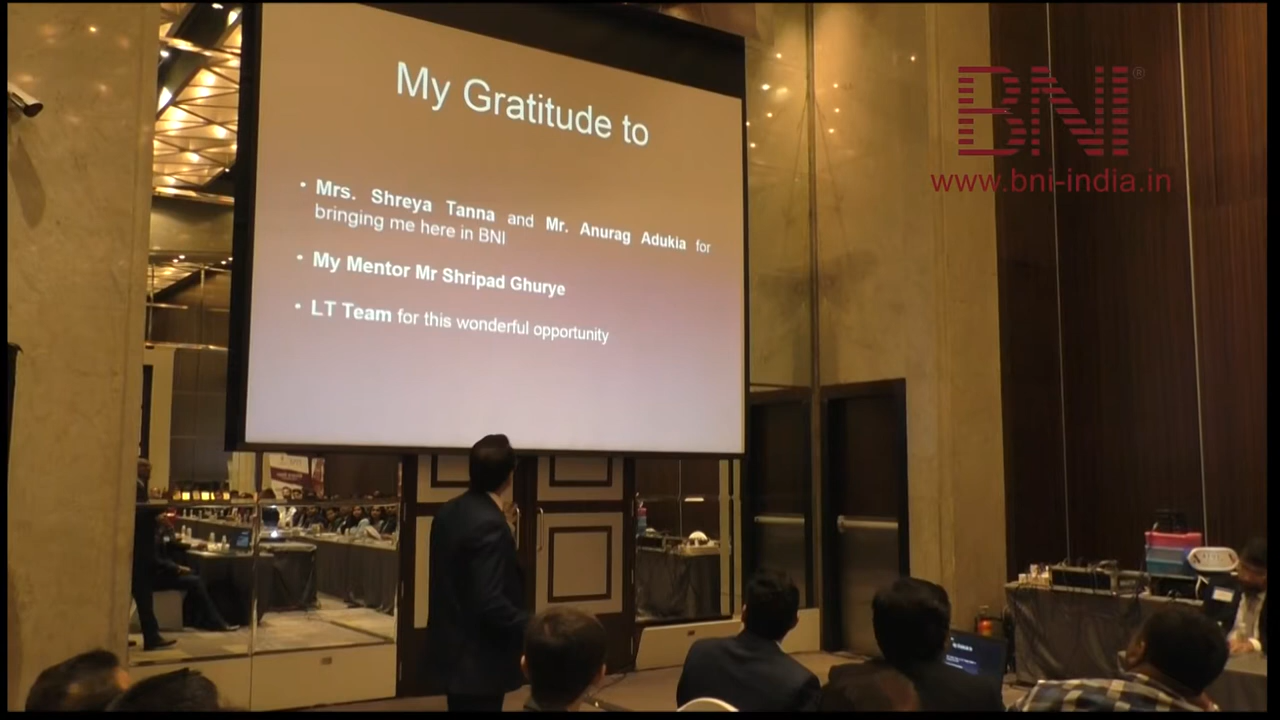 My Gratitude to
• Mrs. Shreya Tanna and Mr. Anurag Adukia for
bringing me here in BNI
• My Mentor Mr Shripad Ghurye
• LT Team for this wonderful opportunity
BNI®
www.bni-india.in